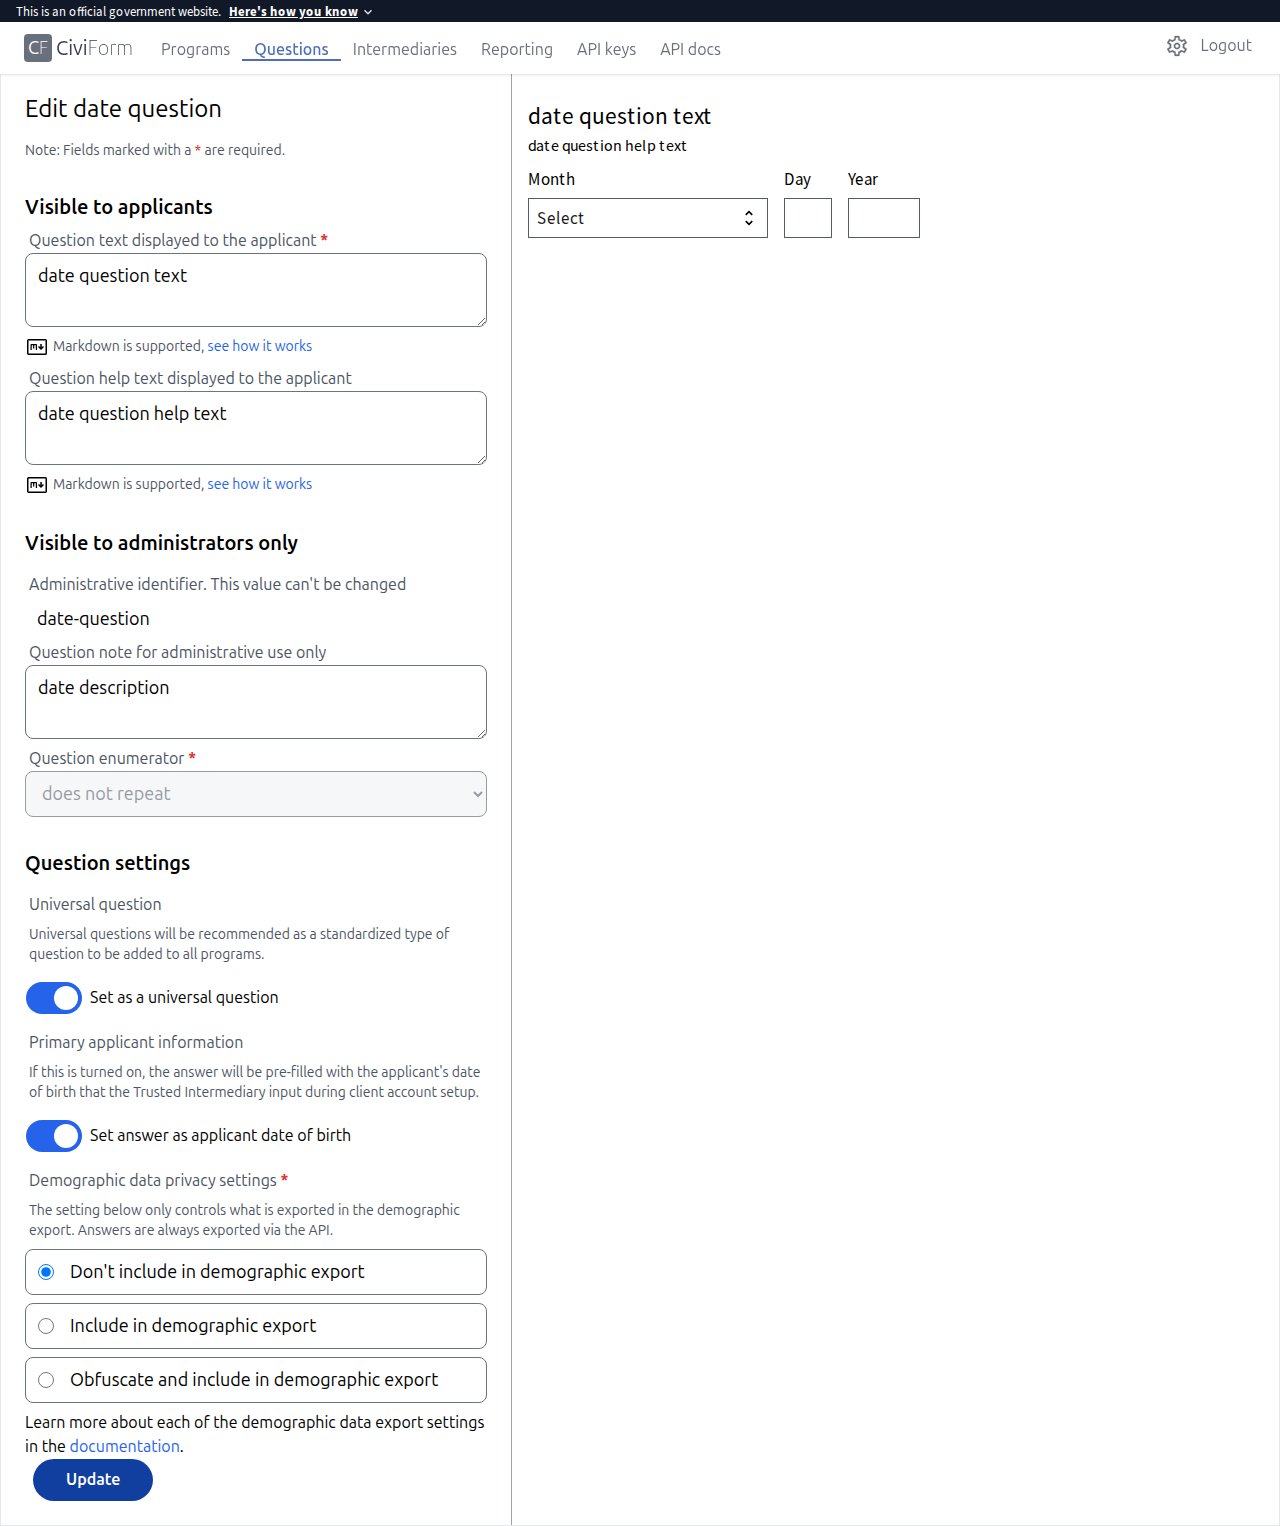 This is an official government website. Here's how you know
CF CiviForm Programs Questions Intermediaries Reporting API keys API docs Logout
Edit date question
Note: Fields marked with a * are required.
Visible to applicants
Question text displayed to the applicant *
date question text
Markdown is supported, see how it works
Question help text displayed to the applicant
date question help text
Markdown is supported, see how it works
Visible to administrators only
Administrative identifier. This value can't be changed
date-question
Question note for administrative use only
date description
Question enumerator *
does not repeat
Question settings
Universal question
Universal questions will be recommended as a standardized type of
question to be added to all programs.
Set as a universal question
Primary applicant information
If this is turned on, the answer will be pre-filled with the applicant's date
of birth that the Trusted Intermediary input during client account setup.
Set answer as applicant date of birth
Demographic data privacy settings *
The setting below only controls what is exported in the demographic
export. Answers are always exported via the API.
Don't include in demographic export
Include in demographic export
Obfuscate and include in demographic export
Learn more about each of the demographic data export settings
in the documentation.
Update
date question text
date question help text
Month Day Year
Select